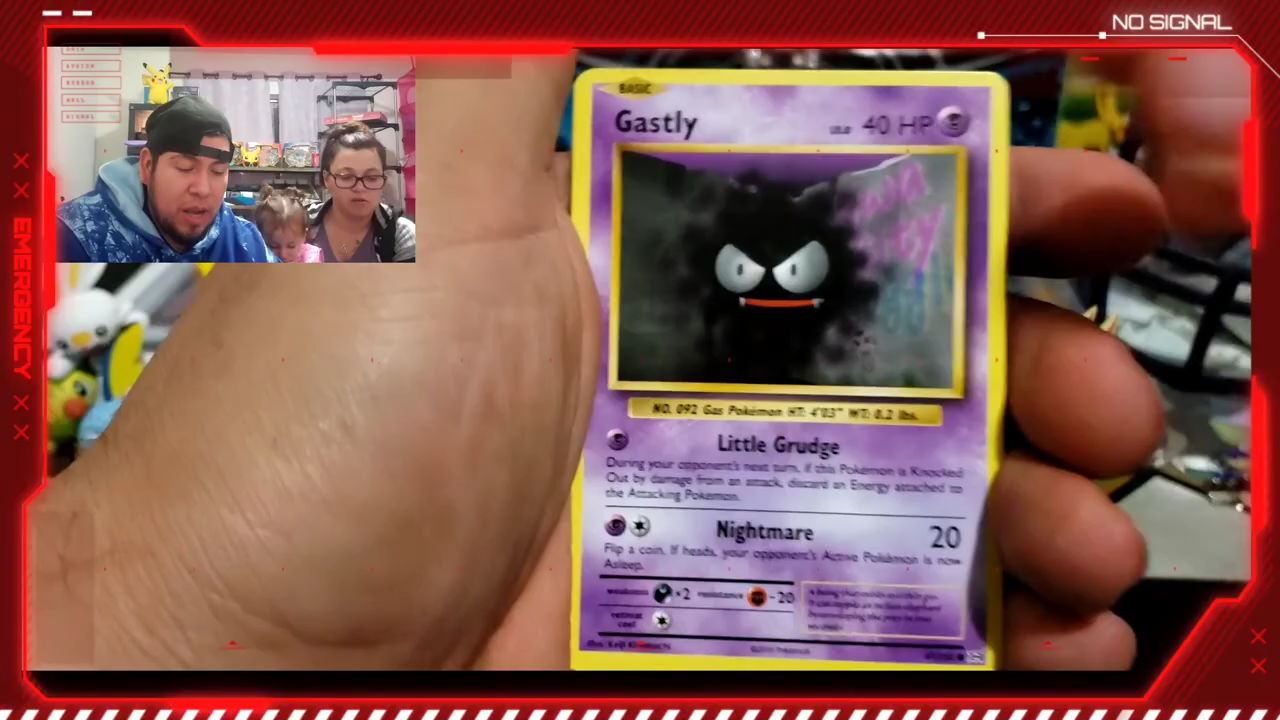 NO SIGNAL
EMERGENCY
BASIC
Gastly
40 HP
NO. 092 Gas Pokémon HT: 4'03" WT: 0.2 lbs.
Little Grudge
During your opponent's next turn, if this Pokémon is Knocked
Out by damage from an attack, discard an Energy attached to
the Attacking Pokémon.
Nightmare 20
Flip a coin. If heads, your opponent's Active Pokémon is now
Asleep.
weakness ×2 resistance -20
retreat
cost